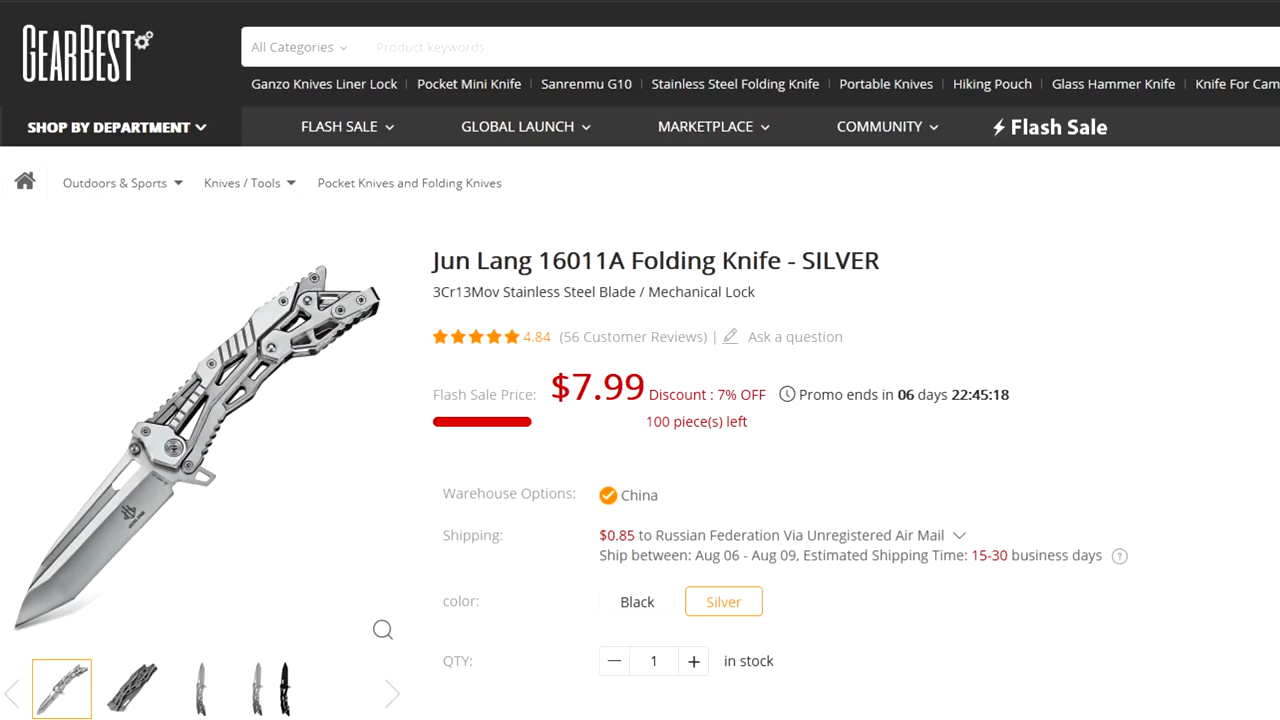 GEARBEST
All Categories
Product keywords
Ganzo Knives Liner Lock | Pocket Mini Knife | Sanrenmu G10 | Stainless Steel Folding Knife | Portable Knives | Hiking Pouch | Glass Hammer Knife | Knife For Cam
SHOP BY DEPARTMENT
FLASH SALE
GLOBAL LAUNCH
MARKETPLACE
COMMUNITY
Flash Sale
Outdoors & Sports
Knives / Tools
Pocket Knives and Folding Knives
Jun Lang 16011A Folding Knife - SILVER
3Cr13Mov Stainless Steel Blade / Mechanical Lock
4.84 (56 Customer Reviews) | Ask a question
Flash Sale Price: $7.99 Discount : 7% OFF Promo ends in 06 days 22:45:18
100 piece(s) left
Warehouse Options: China
Shipping: $0.85 to Russian Federation Via Unregistered Air Mail
Ship between: Aug 06 - Aug 09, Estimated Shipping Time: 15-30 business days ?
color: Black Silver
QTY: — 1 + in stock